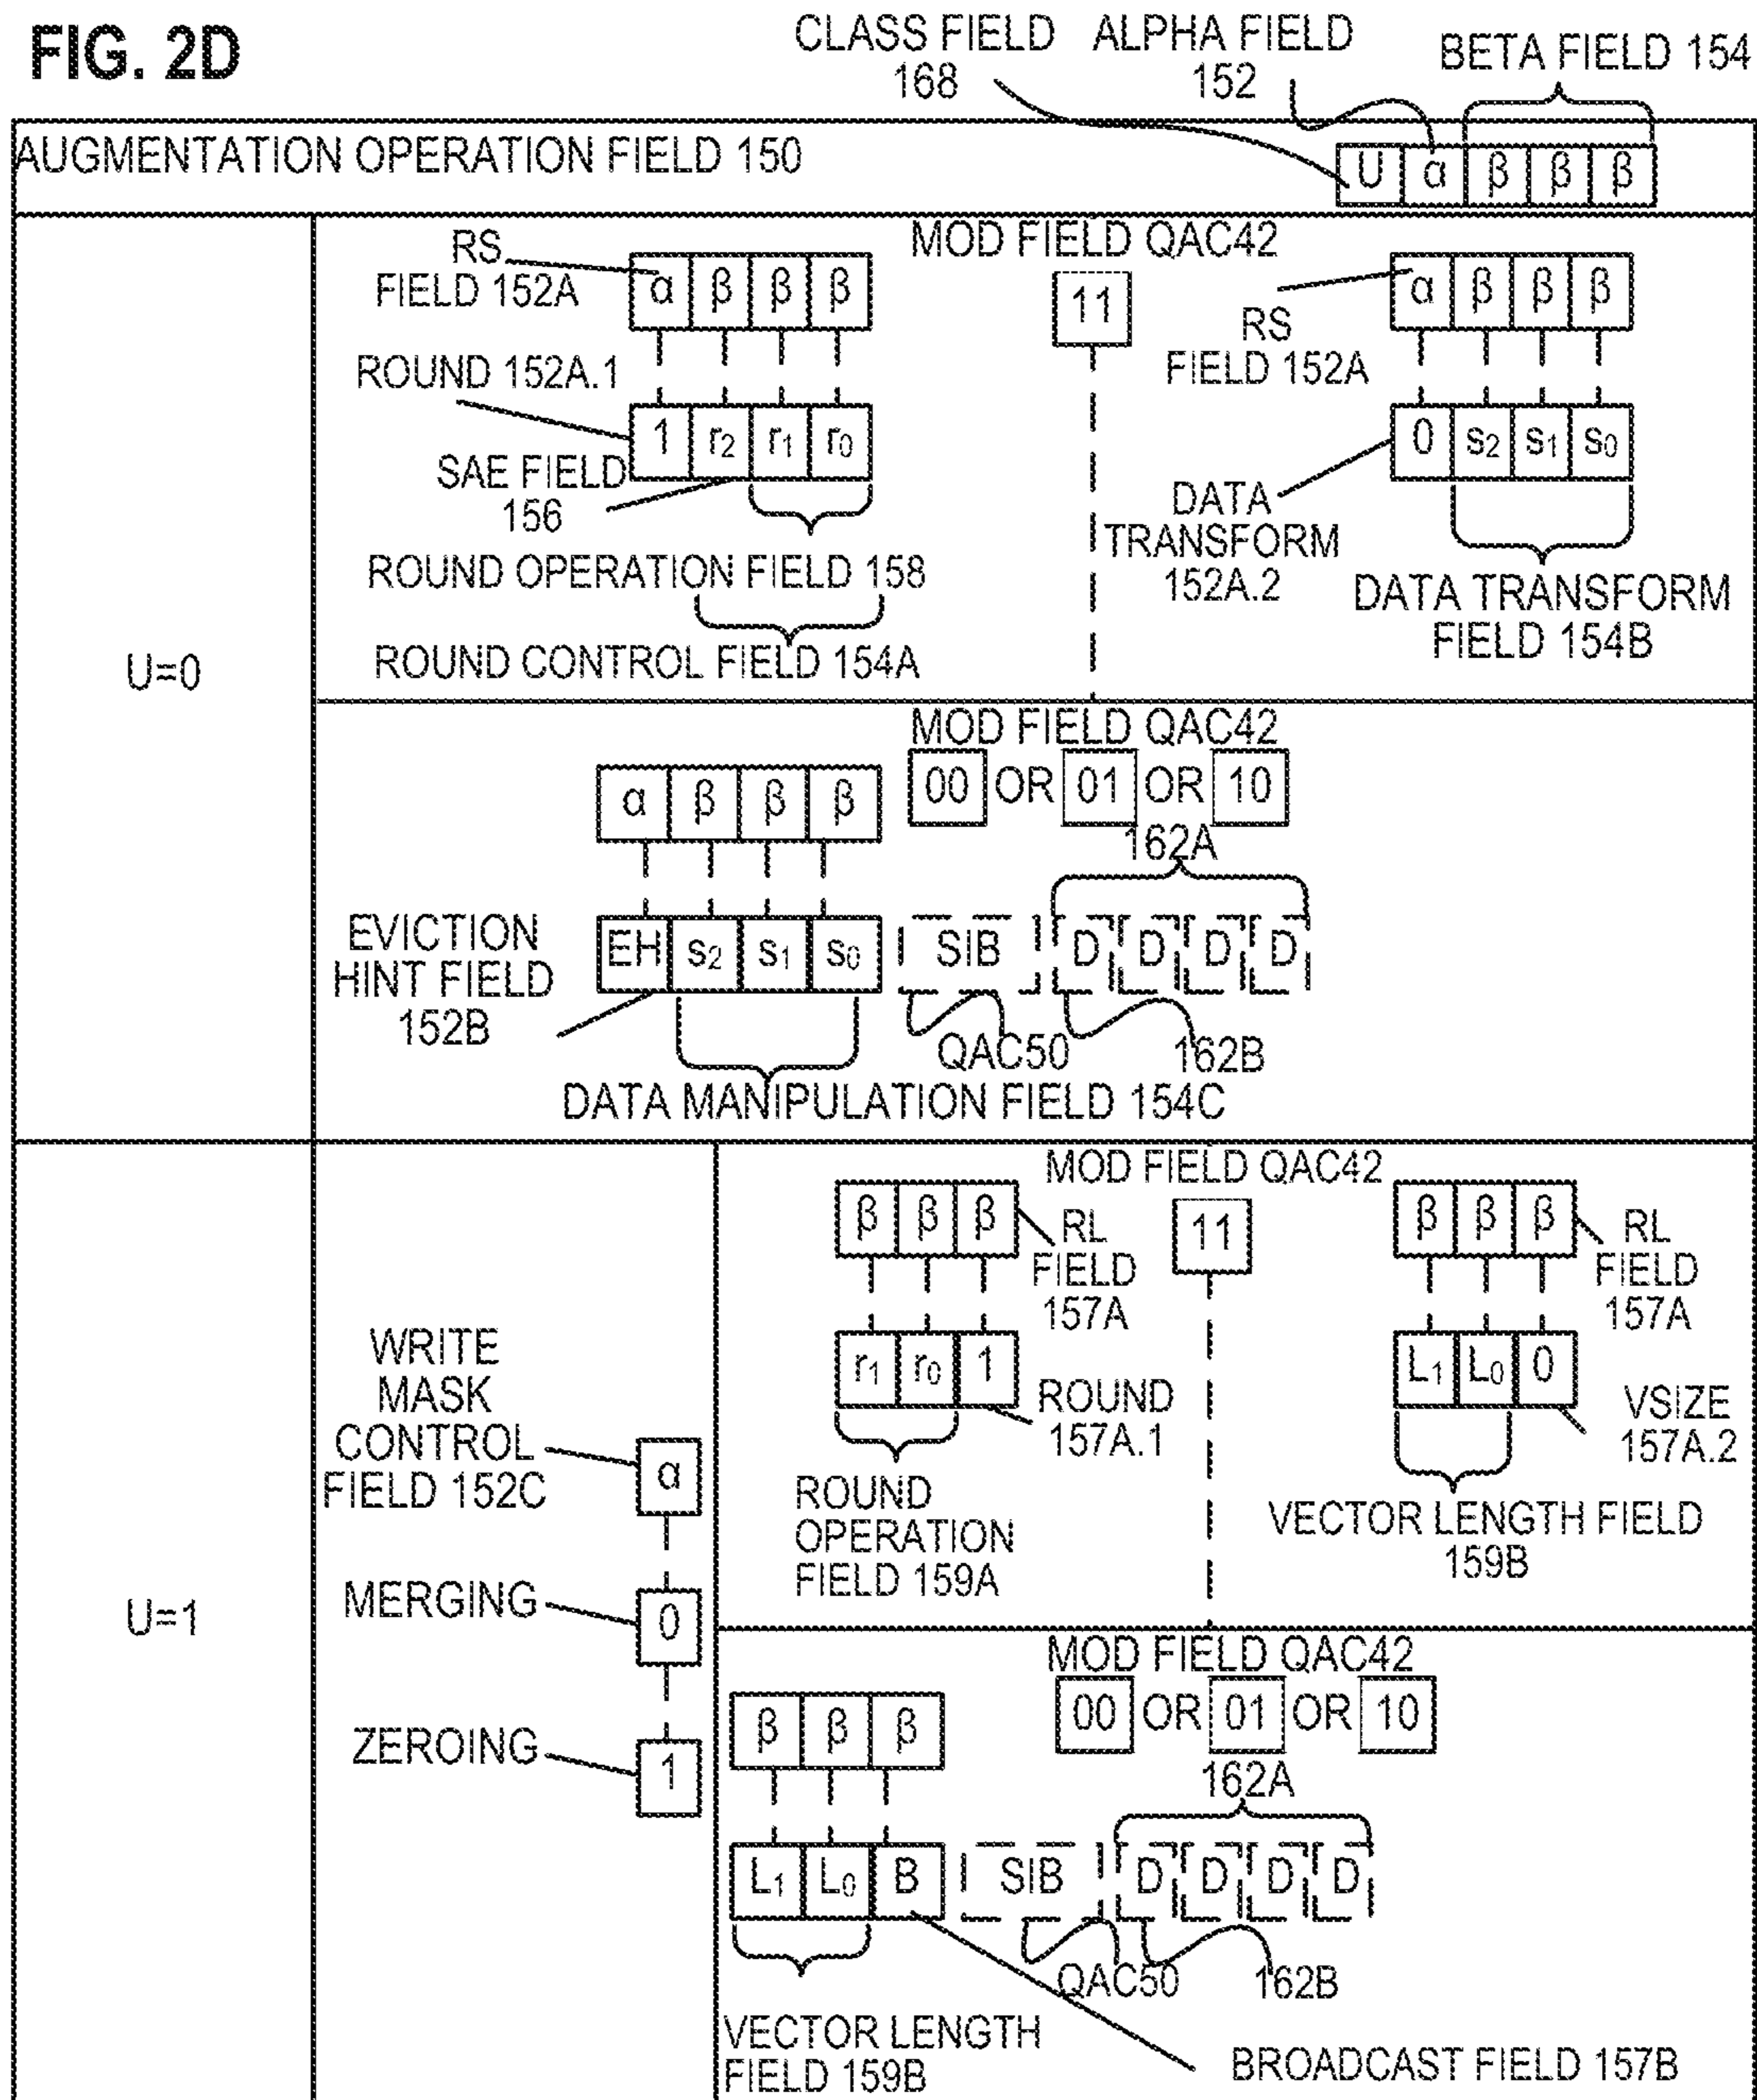 FIG. 2D
CLASS FIELD
168
ALPHA FIELD
152
BETA FIELD 154
AUGMENTATION OPERATION FIELD 150
U α β β β
U=0
MOD FIELD QAC42
11
RS
FIELD 152A
α β β β
ROUND 152A.1
1 r2 r1 r0
SAE FIELD
156
ROUND OPERATION FIELD 158
ROUND CONTROL FIELD 154A
α β β β
RS
FIELD 152A
0 s2 s1 s0
DATA
TRANSFORM
152A.2
DATA TRANSFORM
FIELD 154B
MOD FIELD QAC42
00 OR 01 OR 10
α β β β
162A
EVICTION
HINT FIELD
152B
EH s2 s1 s0 SIB D D D D
QAC50
162B
DATA MANIPULATION FIELD 154C
U=1
WRITE
MASK
CONTROL
FIELD 152C
α
MERGING
0
ZEROING
1
MOD FIELD QAC42
11
β β β
RL
FIELD
157A
r1 r0 1
ROUND
157A.1
ROUND
OPERATION
FIELD 159A
β β β
RL
FIELD
157A
L1 L0 0
VSIZE
157A.2
VECTOR LENGTH FIELD
159B
MOD FIELD QAC42
00 OR 01 OR 10
β β β
162A
L1 L0 B SIB D D D D
QAC50
162B
VECTOR LENGTH
FIELD 159B
BROADCAST FIELD 157B